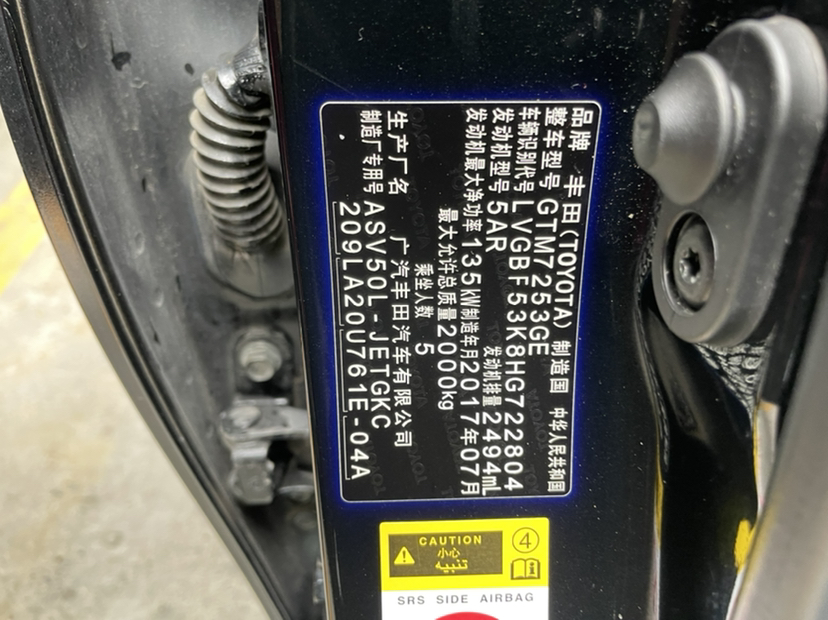 品牌 丰田(TOYOTA) 制造国 中华人民共和国
整车型号 GTM7253GE
车辆识别代号 LVGBF53K8HG722804
发动机型号 5AR 发动机排量 2494mL
发动机最大净功率 135kW 制造年月 2017年07月
最大允许总质量 2000kg
乘坐人数 5
生产厂名 广汽丰田汽车有限公司
制造厂专用号 ASV50L-JETGKC
209LA20U761E-04A
CAUTION
小心
تنبيه
4
SRS SIDE AIRBAG